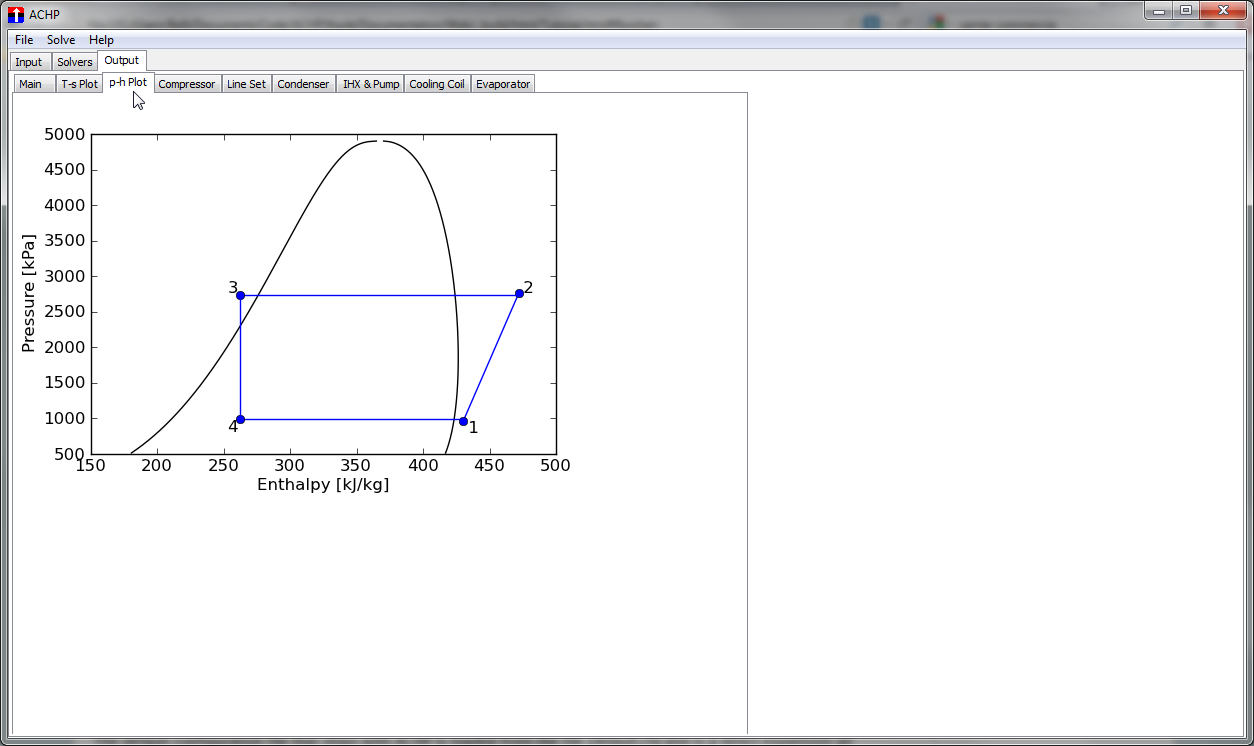 ACHP
File Solve Help
Input Solvers Output
Main T-s Plot p-h Plot Compressor Line Set Condenser IHX & Pump Cooling Coil Evaporator
5000
4500
4000
3500
3000
2500
2000
1500
1000
500
Pressure [kPa]
3
2
4
1
150 200 250 300 350 400 450 500
Enthalpy [kJ/kg]